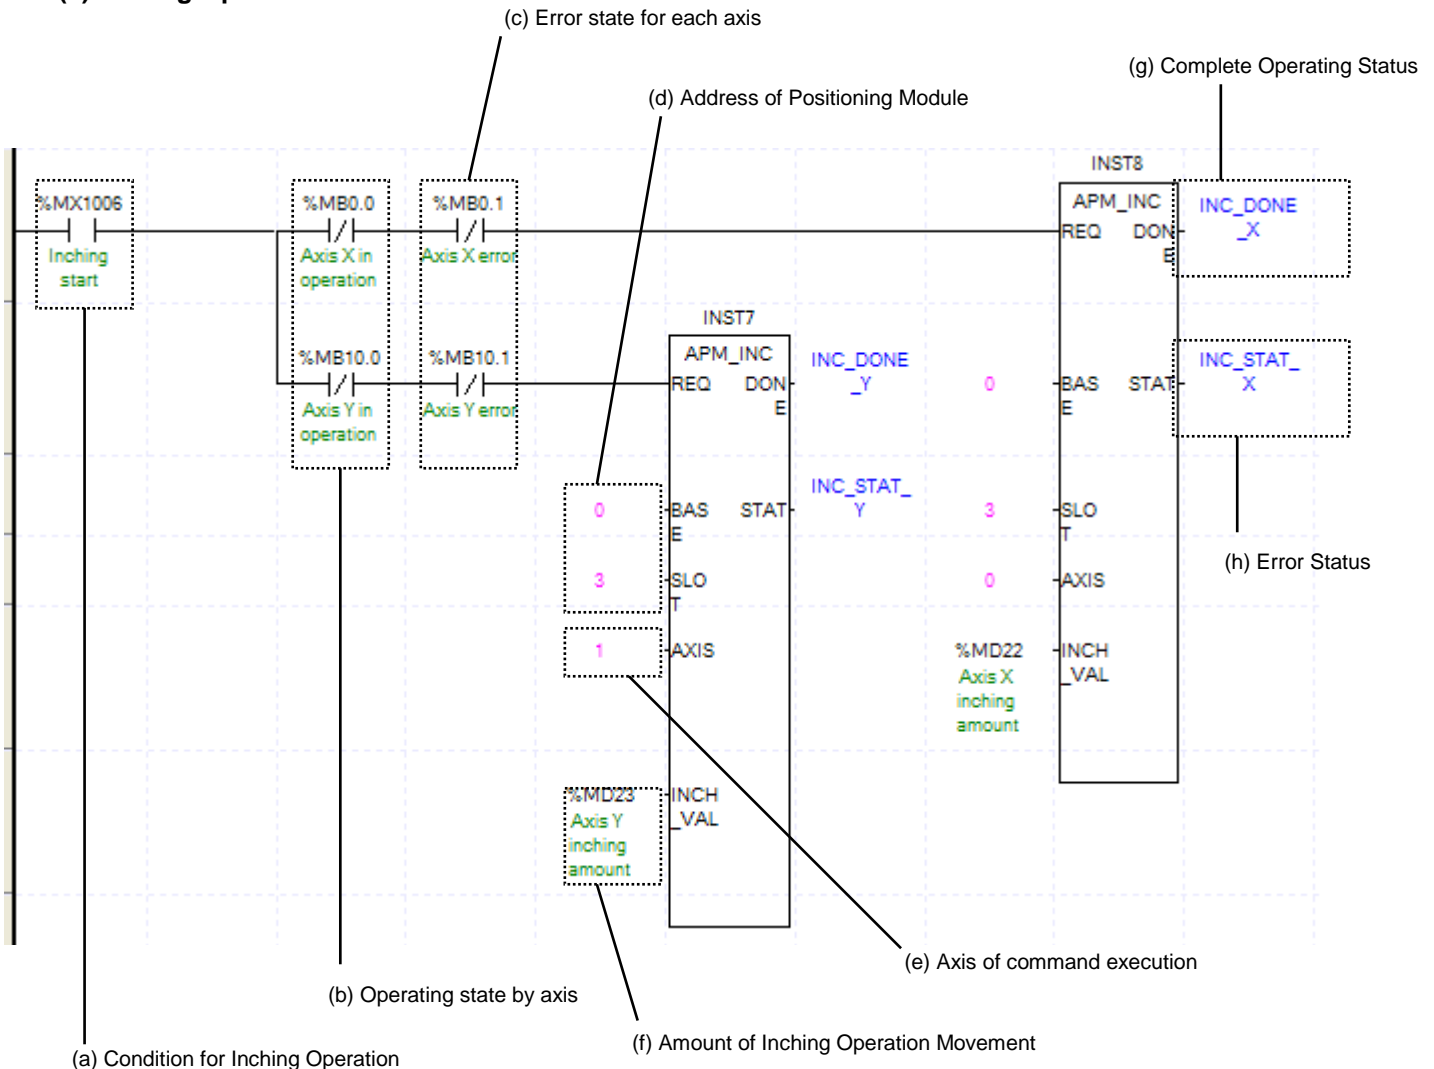 (c) Error state for each axis
(g) Complete Operating Status
(d) Address of Positioning Module
INST8
%MX1006
%MB0.0
%MB0.1
APM_INC
INC_DONE
_X
REQ
DON
E
Inching
start
Axis X in
operation
Axis X error
INST7
%MB10.0
%MB10.1
APM_INC
INC_DONE
_Y
INC_STAT_
X
REQ
DON
E
0
BAS
E
STAT
Axis Y in
operation
Axis Y error
0
BAS
E
STAT
INC_STAT_
Y
3
SLO
T
(h) Error Status
3
SLO
T
0
AXIS
1
AXIS
%MD22
Axis X
inching
amount
INCH
_VAL
%MD23
Axis Y
inching
amount
INCH
_VAL
(e) Axis of command execution
(b) Operating state by axis
(f) Amount of Inching Operation Movement
(a) Condition for Inching Operation